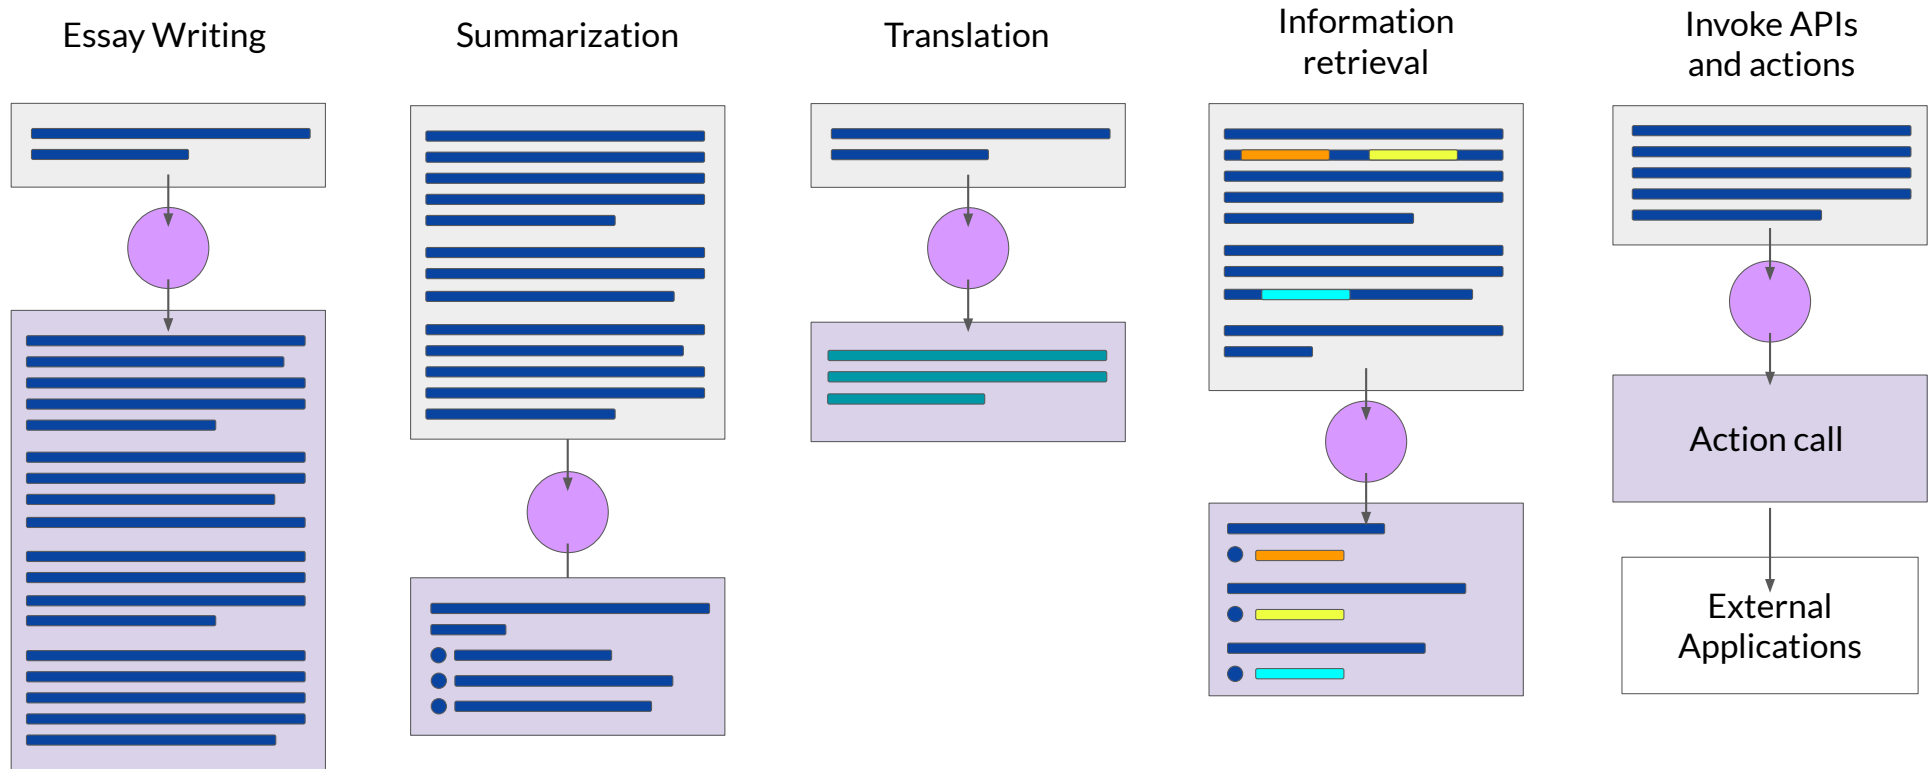 Essay Writing
Summarization
Translation
Information
retrieval
Invoke APIs
and actions
Action call
External
Applications